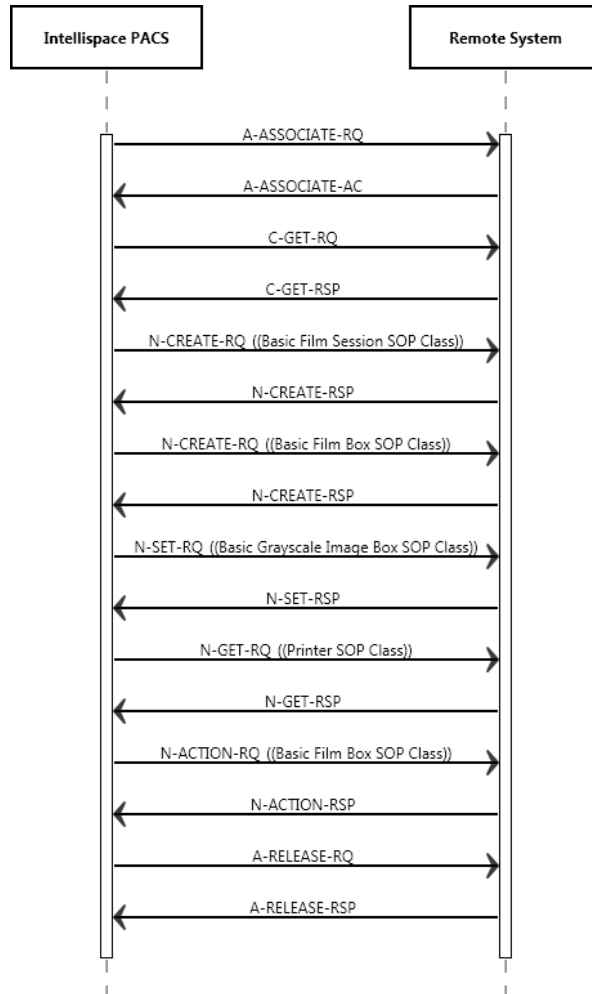 Intellispace PACS
Remote System
A-ASSOCIATE-RQ
A-ASSOCIATE-AC
C-GET-RQ
C-GET-RSP
N-CREATE-RQ ((Basic Film Session SOP Class))
N-CREATE-RSP
N-CREATE-RQ ((Basic Film Box SOP Class))
N-CREATE-RSP
N-SET-RQ ((Basic Grayscale Image Box SOP Class))
N-SET-RSP
N-GET-RQ ((Printer SOP Class))
N-GET-RSP
N-ACTION-RQ ((Basic Film Box SOP Class))
N-ACTION-RSP
A-RELEASE-RQ
A-RELEASE-RSP